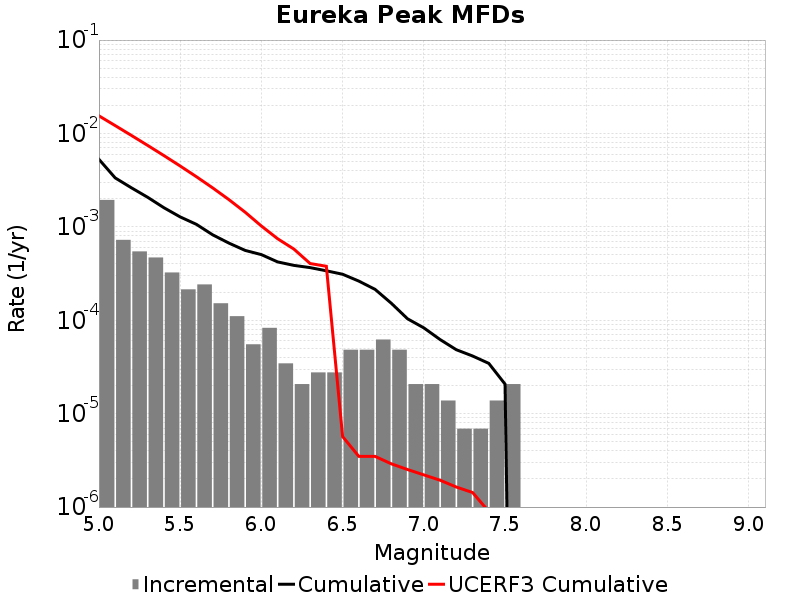 Eureka Peak MFDs
10-1
10-2
10-3
10-4
10-5
10-6
Rate (1/yr)
5.0 5.5 6.0 6.5 7.0 7.5 8.0 8.5 9.0
Magnitude
Incremental Cumulative UCERF3 Cumulative